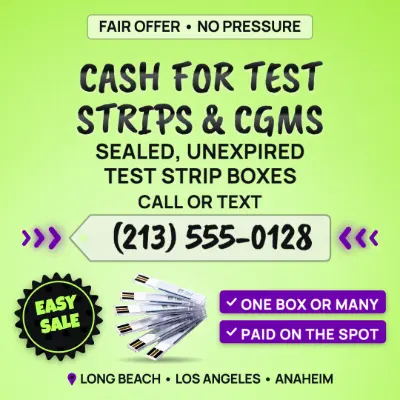 FAIR OFFER • NO PRESSURE
CASH FOR TEST
STRIPS & CGMS
SEALED, UNEXPIRED
TEST STRIP BOXES
CALL OR TEXT
(213) 555-0128
EASY
SALE
ONE BOX OR MANY
PAID ON THE SPOT
LONG BEACH • LOS ANGELES • ANAHEIM